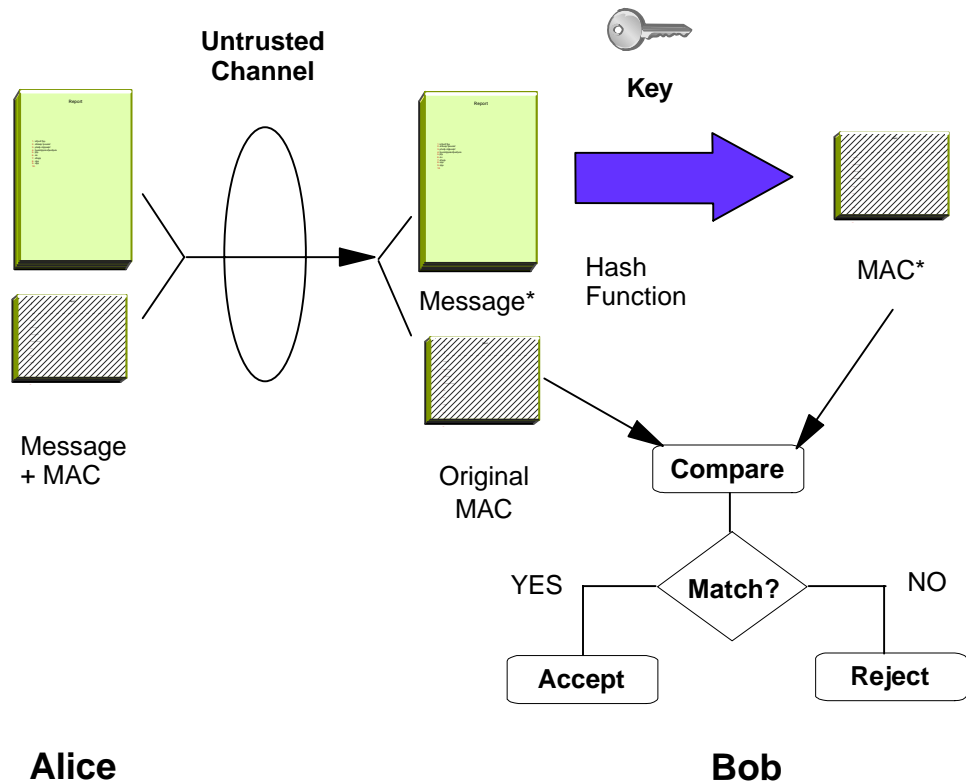 Untrusted
Channel
Key
Report
Report
Message*
Hash
Function
MAC*
Message
+ MAC
Original
MAC
Compare
YES
Match?
NO
Accept
Reject
Alice
Bob